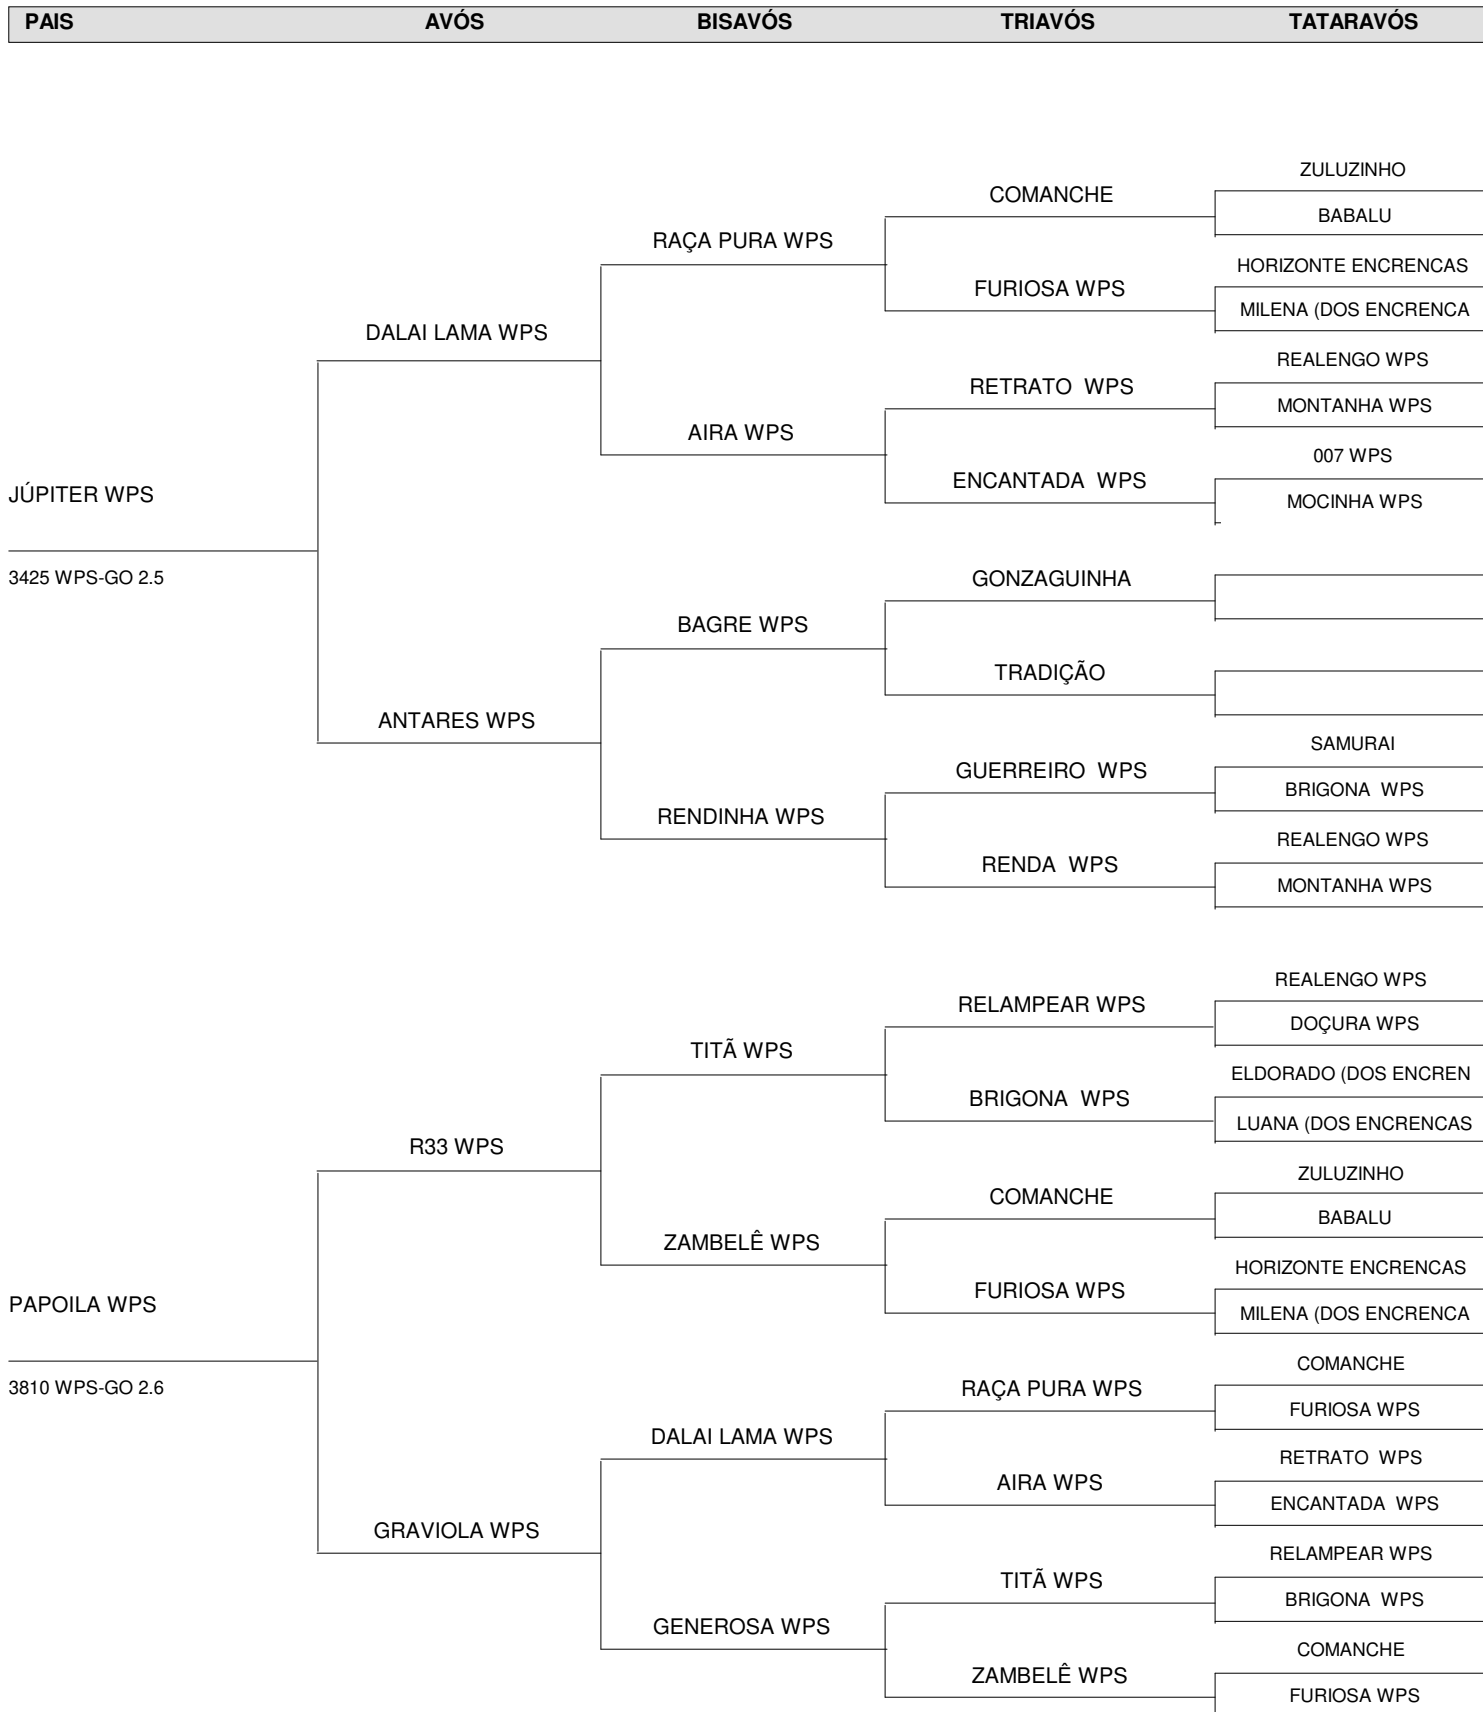 PAIS AVÓS BISAVÓS TRIAVÓS TATARAVÓS
ZULUZINHO
COMANCHE
BABALU
RAÇA PURA WPS
HORIZONTE ENCRENCAS
FURIOSA WPS
MILENA (DOS ENCRENCA
DALAI LAMA WPS
REALENGO WPS
RETRATO WPS
MONTANHA WPS
AIRA WPS
007 WPS
ENCANTADA WPS
MOCINHA WPS
JÚPITER WPS
3425 WPS-GO 2.5
GONZAGUINHA
BAGRE WPS
TRADIÇÃO
ANTARES WPS
SAMURAI
GUERREIRO WPS
BRIGONA WPS
RENDINHA WPS
REALENGO WPS
RENDA WPS
MONTANHA WPS
REALENGO WPS
RELAMPEAR WPS
DOÇURA WPS
TITÃ WPS
ELDORADO (DOS ENCREN
BRIGONA WPS
LUANA (DOS ENCRENCAS
R33 WPS
ZULUZINHO
COMANCHE
BABALU
ZAMBELÊ WPS
HORIZONTE ENCRENCAS
FURIOSA WPS
MILENA (DOS ENCRENCA
PAPOILA WPS
3810 WPS-GO 2.6
COMANCHE
RAÇA PURA WPS
FURIOSA WPS
DALAI LAMA WPS
RETRATO WPS
AIRA WPS
ENCANTADA WPS
GRAVIOLA WPS
RELAMPEAR WPS
TITÃ WPS
BRIGONA WPS
GENEROSA WPS
COMANCHE
ZAMBELÊ WPS
FURIOSA WPS